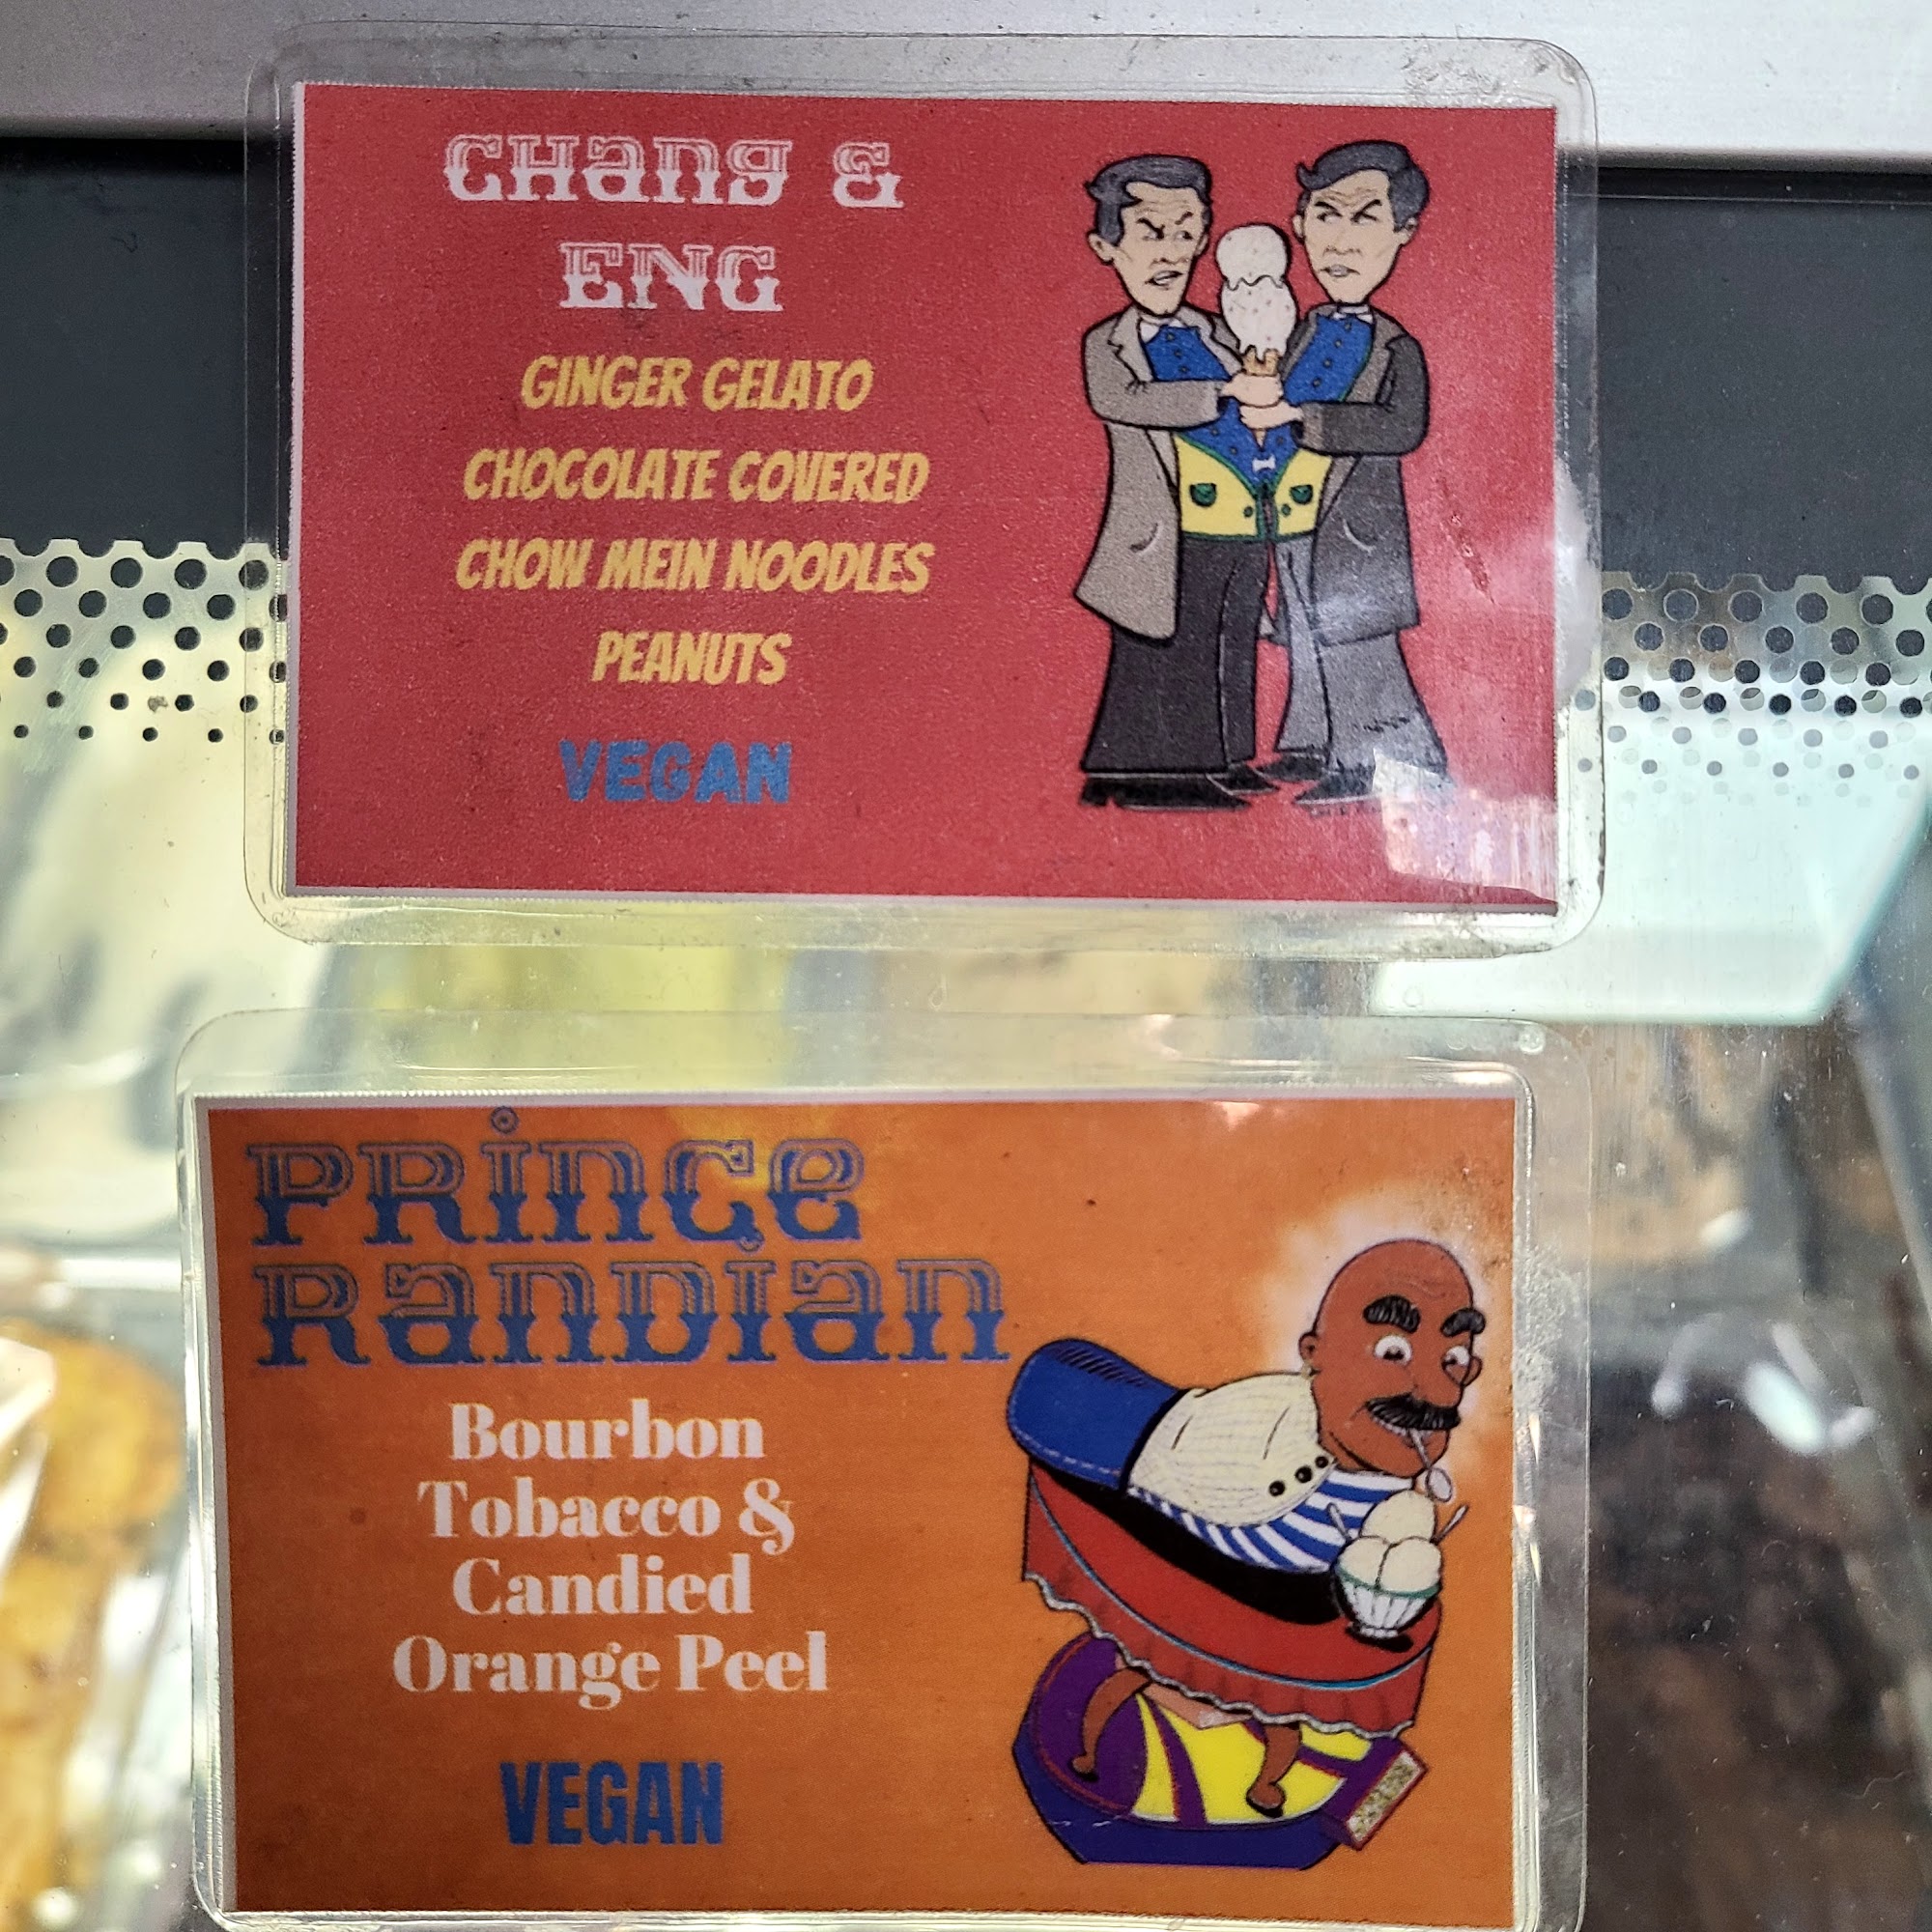 CHANG &
ENG
GINGER GELATO
CHOCOLATE COVERED
CHOW MEIN NOODLES
PEANUTS
VEGAN
PRINCE
RANDIAN
Bourbon
Tobacco &
Candied
Orange Peel
VEGAN